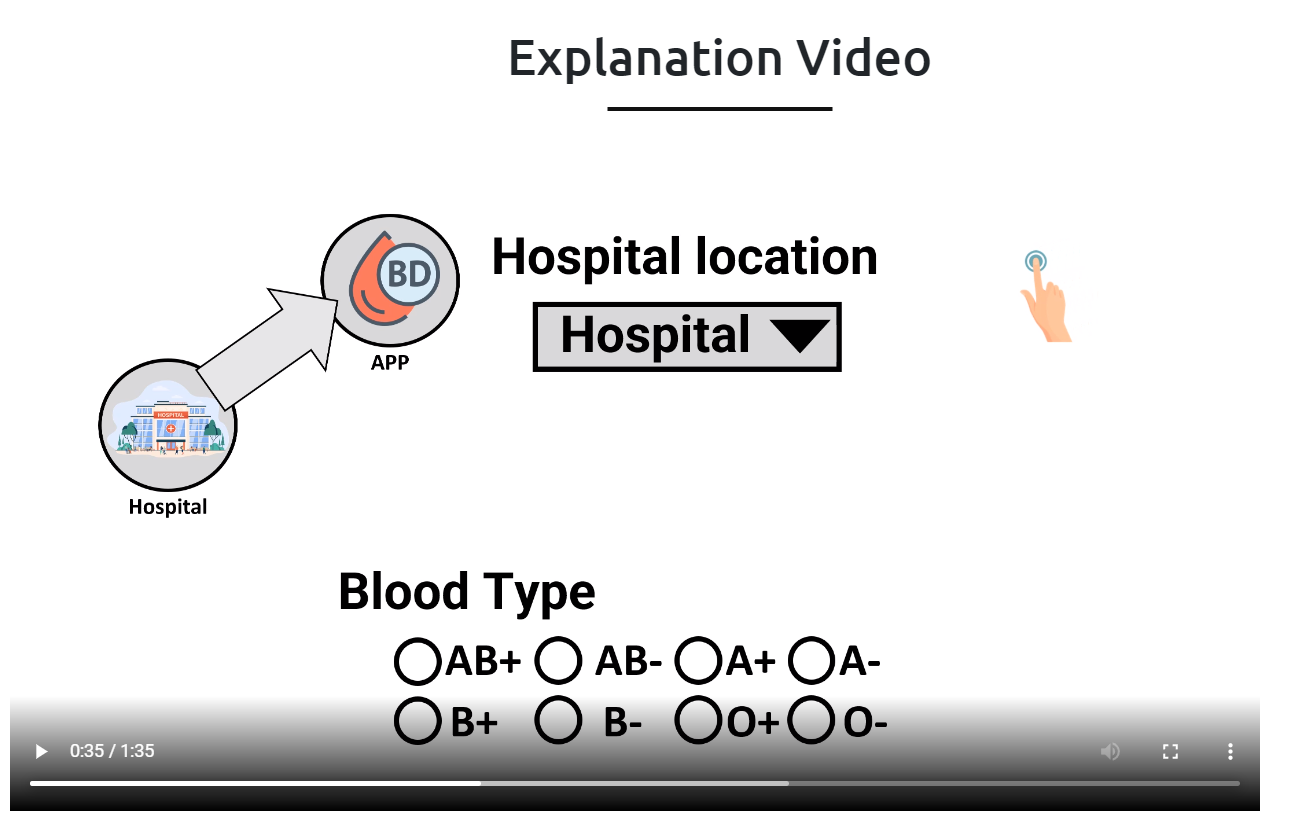 Explanation Video
Hospital location
BD
Hospital
APP
HOSPITAL
Hospital
Blood Type
AB+ AB- A+ A-
B+ B- O+ O-
0:35 / 1:35